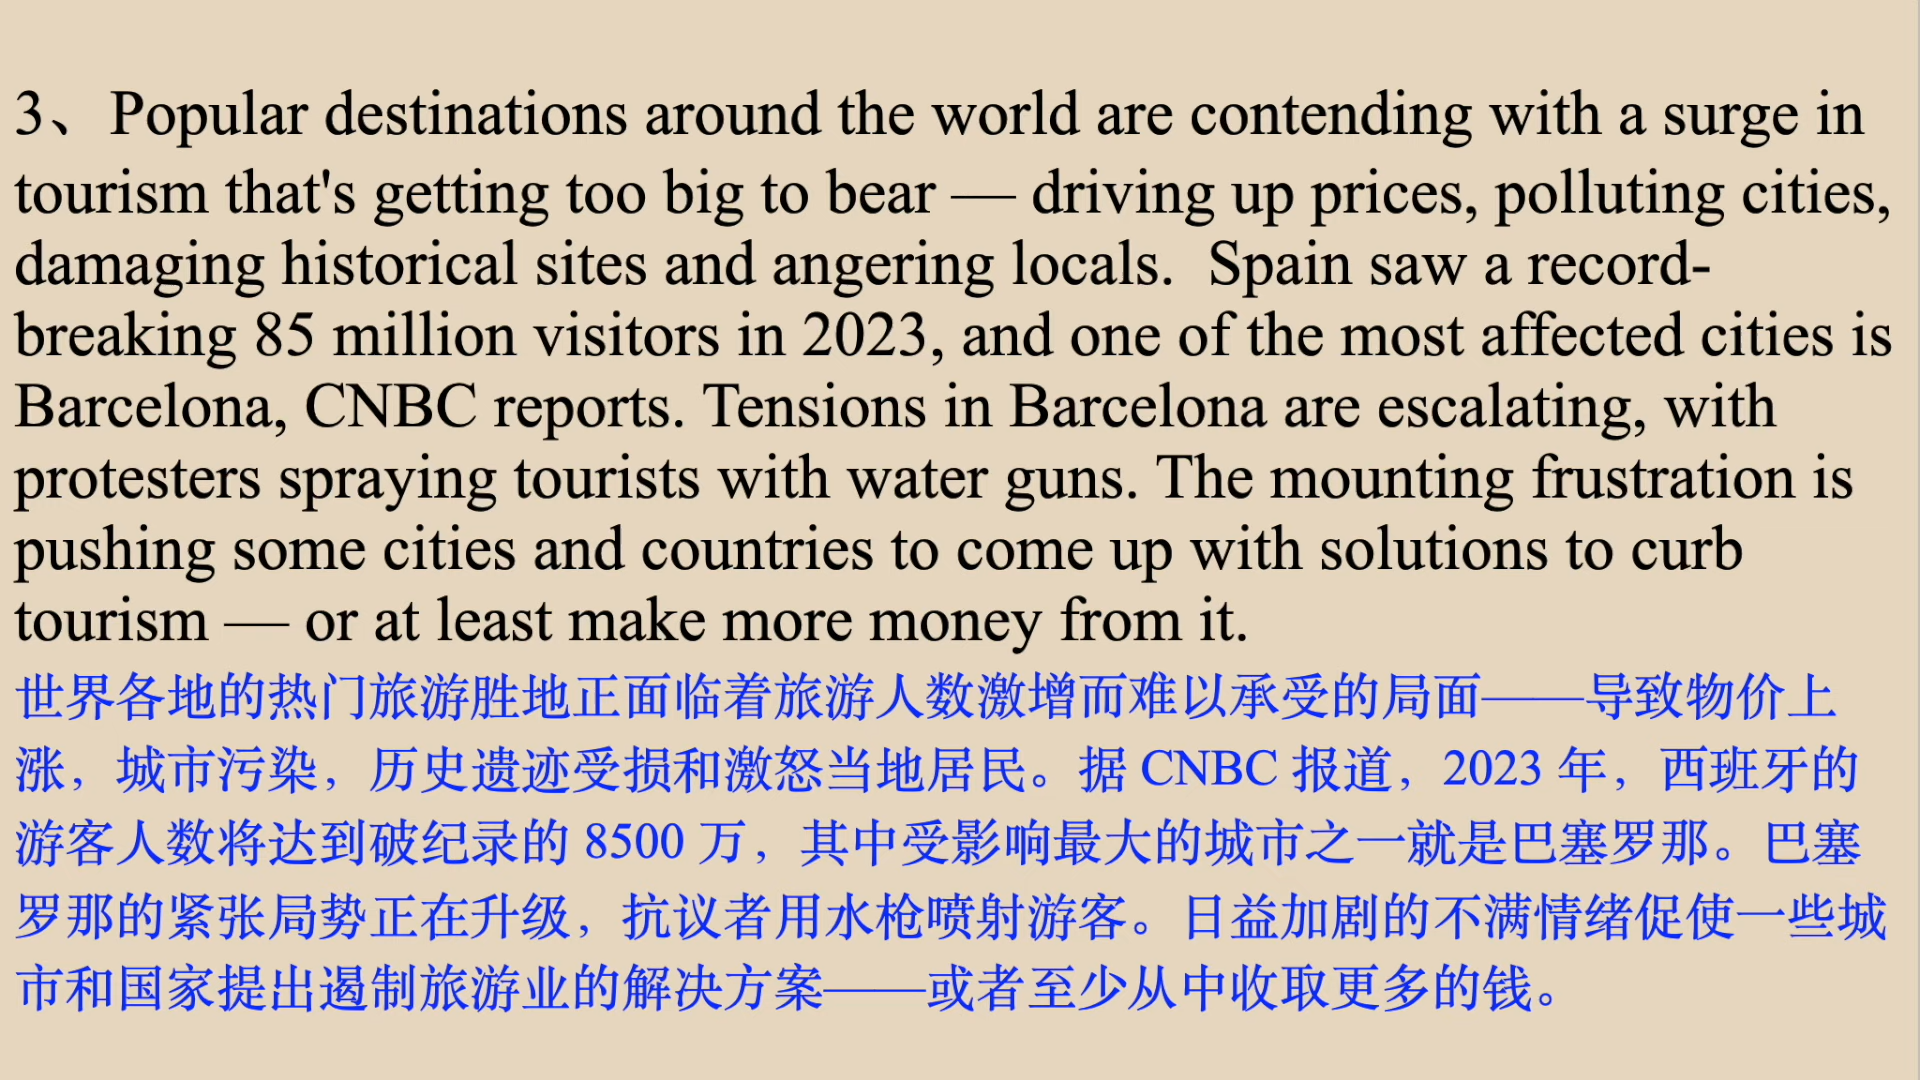 3、Popular destinations around the world are contending with a surge in
tourism that's getting too big to bear — driving up prices, polluting cities,
damaging historical sites and angering locals.  Spain saw a record-
breaking 85 million visitors in 2023, and one of the most affected cities is
Barcelona, CNBC reports. Tensions in Barcelona are escalating, with
protesters spraying tourists with water guns. The mounting frustration is
pushing some cities and countries to come up with solutions to curb
tourism — or at least make more money from it.
世界各地的热门旅游胜地正面临着旅游人数激增而难以承受的局面——导致物价上
涨，城市污染，历史遗迹受损和激怒当地居民。据 CNBC 报道，2023 年，西班牙的
游客人数将达到破纪录的 8500 万，其中受影响最大的城市之一就是巴塞罗那。巴塞
罗那的紧张局势正在升级，抗议者用水枪喷射游客。日益加剧的不满情绪促使一些城
市和国家提出遏制旅游业的解决方案——或者至少从中收取更多的钱。